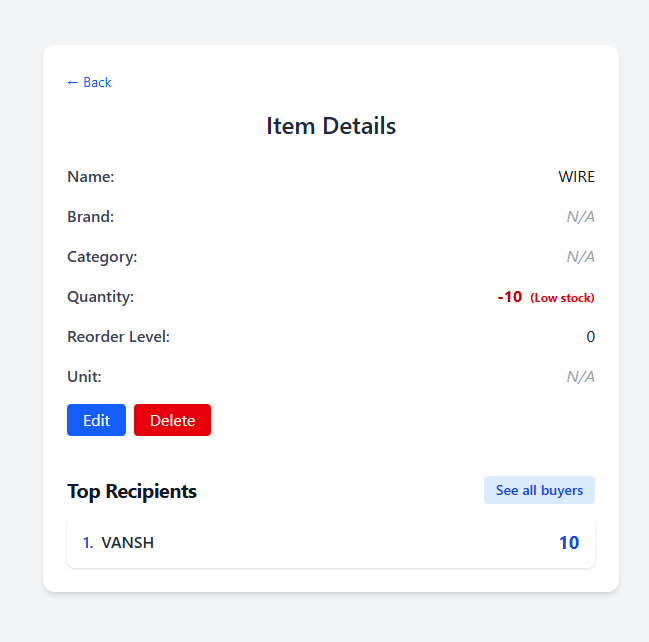 ← Back
Item Details
Name: WIRE
Brand: N/A
Category: N/A
Quantity: -10 (Low stock)
Reorder Level: 0
Unit: N/A
Edit Delete
Top Recipients See all buyers
1. VANSH 10